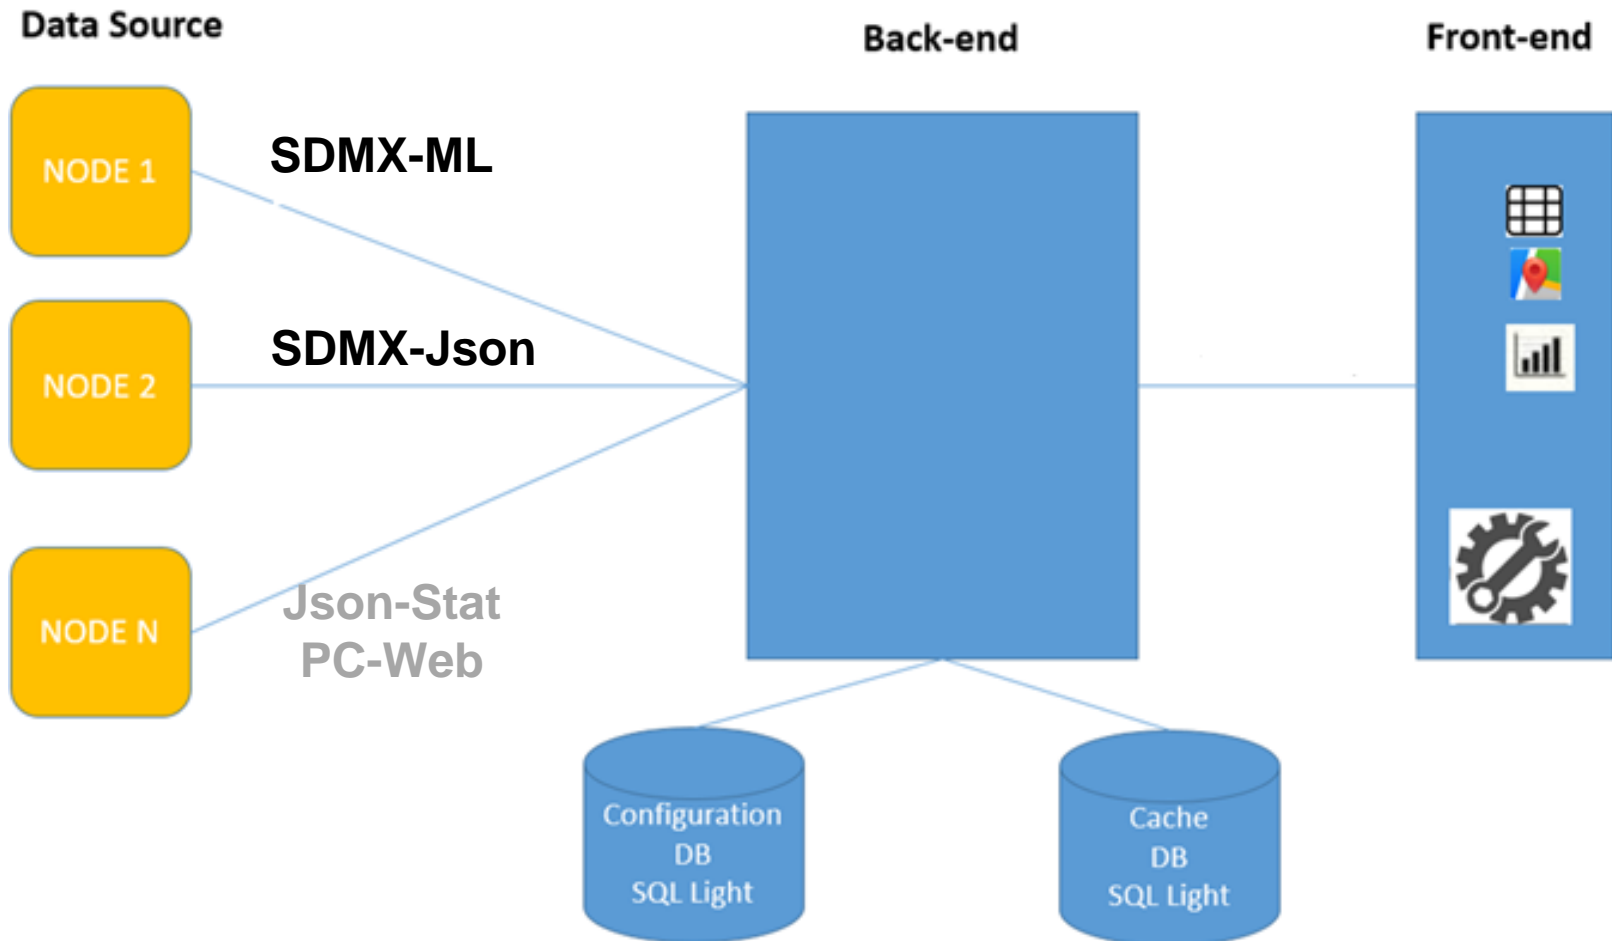 Data Source
Back-end
Front-end
NODE 1
SDMX-ML
NODE 2
SDMX-Json
NODE N
Json-Stat
PC-Web
Configuration
DB
SQL Light
Cache
DB
SQL Light